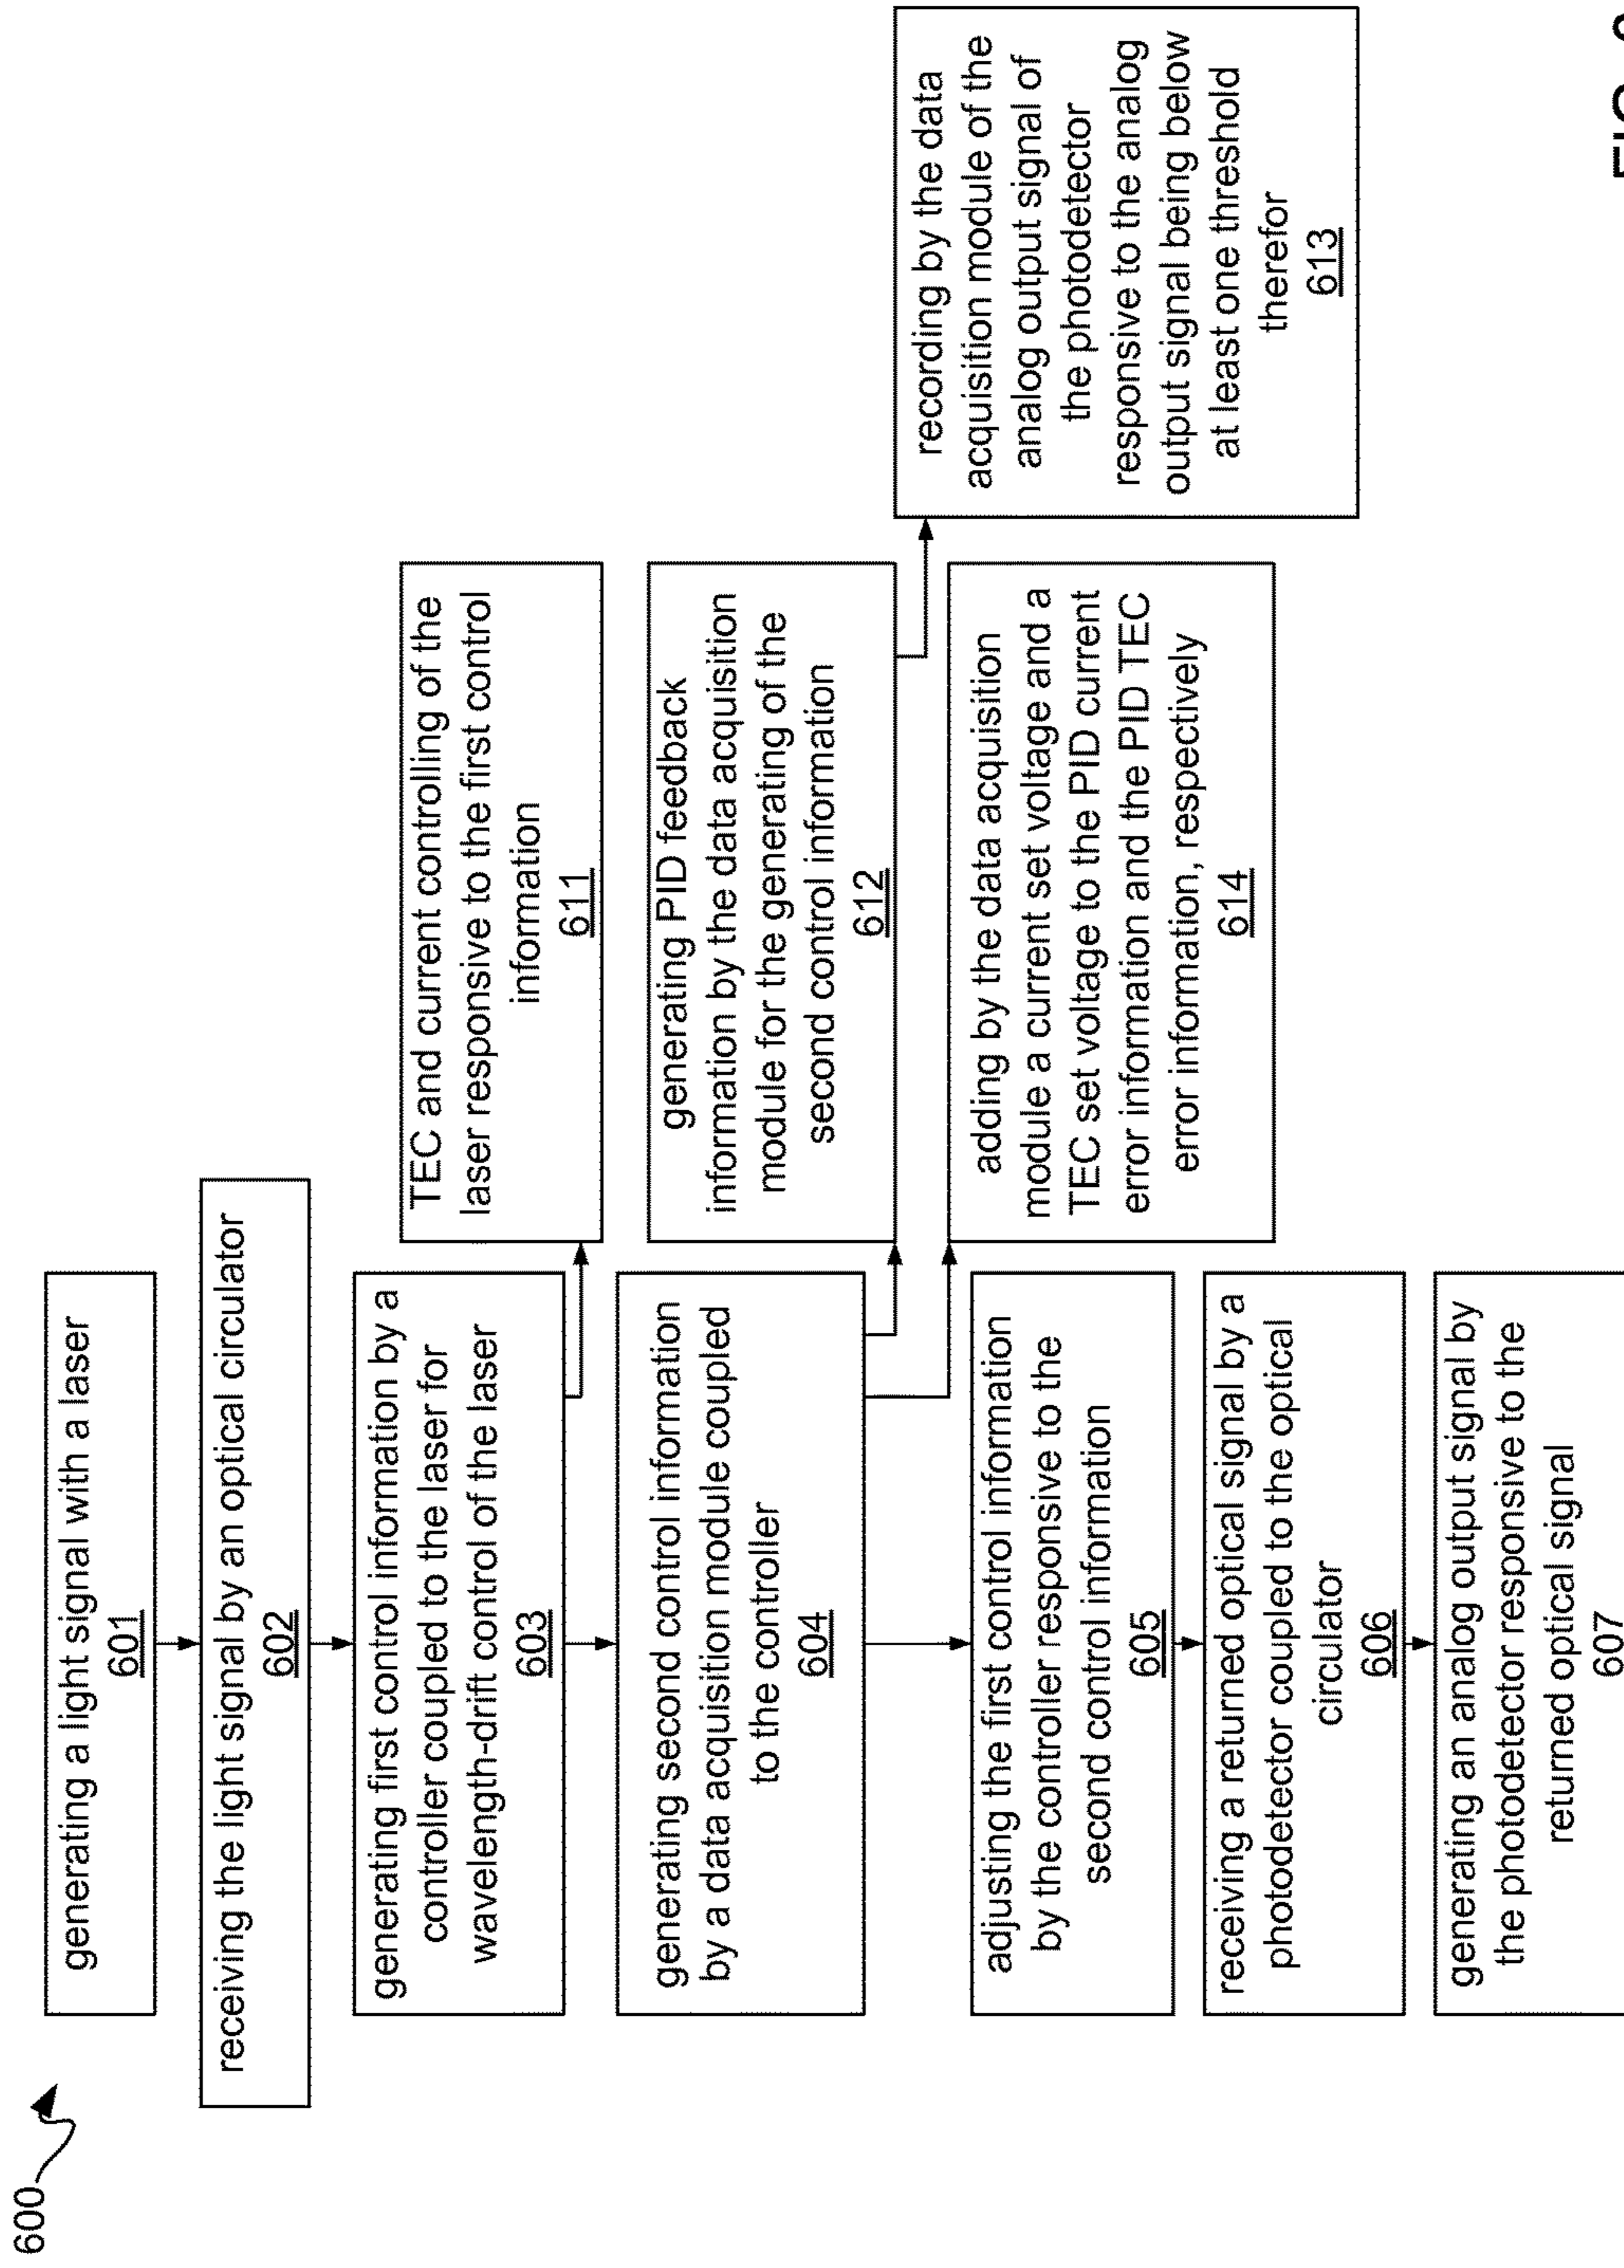 600
generating a light signal with a laser
601
receiving the light signal by an optical circulator
602
generating first control information by a
controller coupled to the laser for
wavelength-drift control of the laser
603
TEC and current controlling of the
laser responsive to the first control
information
611
generating second control information
by a data acquisition module coupled
to the controller
604
generating PID feedback
information by the data acquisition
module for the generating of the
second control information
612
recording by the data
acquisition module of the
analog output signal of
the photodetector
responsive to the analog
output signal being below
at least one threshold
therefor
613
adding by the data acquisition
module a current set voltage and a
TEC set voltage to the PID current
error information and the PID TEC
error information, respectively
614
adjusting the first control information
by the controller responsive to the
second control information
605
receiving a returned optical signal by a
photodetector coupled to the optical
circulator
606
generating an analog output signal by
the photodetector responsive to the
returned optical signal
607
FIG.